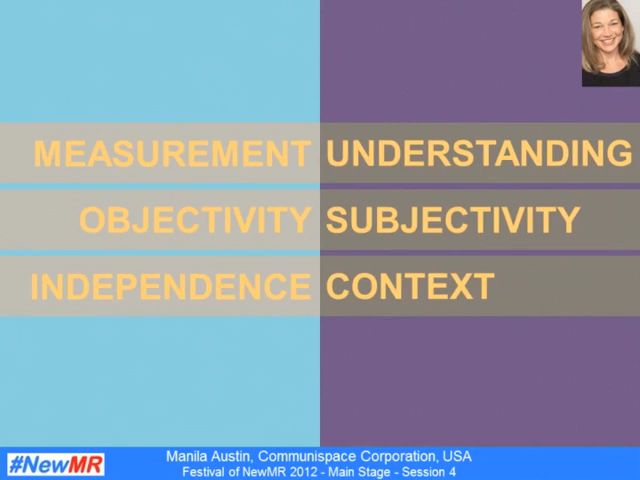 MEASUREMENT UNDERSTANDING
OBJECTIVITY SUBJECTIVITY
INDEPENDENCE CONTEXT
#NewMR
Manila Austin, Communispace Corporation, USA
Festival of NewMR 2012 - Main Stage - Session 4